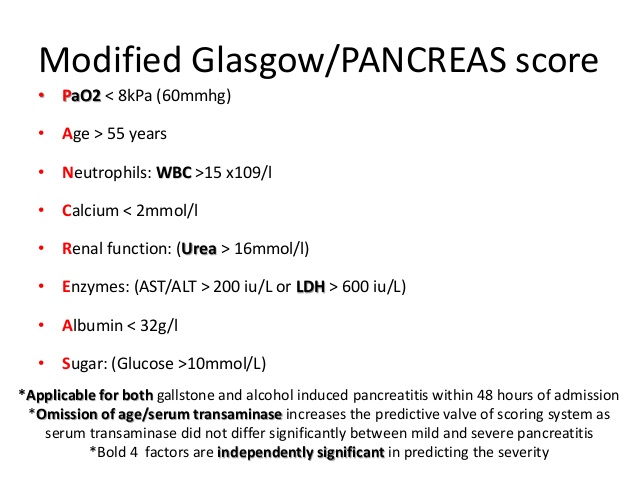 Modified Glasgow/PANCREAS score
• PaO2 < 8kPa (60mmhg)
• Age > 55 years
• Neutrophils: WBC >15 x109/l
• Calcium < 2mmol/l
• Renal function: (Urea > 16mmol/l)
• Enzymes: (AST/ALT > 200 iu/L or LDH > 600 iu/L)
• Albumin < 32g/l
• Sugar: (Glucose >10mmol/L)
*Applicable for both gallstone and alcohol induced pancreatitis within 48 hours of admission
*Omission of age/serum transaminase increases the predictive valve of scoring system as
serum transaminase did not differ significantly between mild and severe pancreatitis
*Bold 4 factors are independently significant in predicting the severity